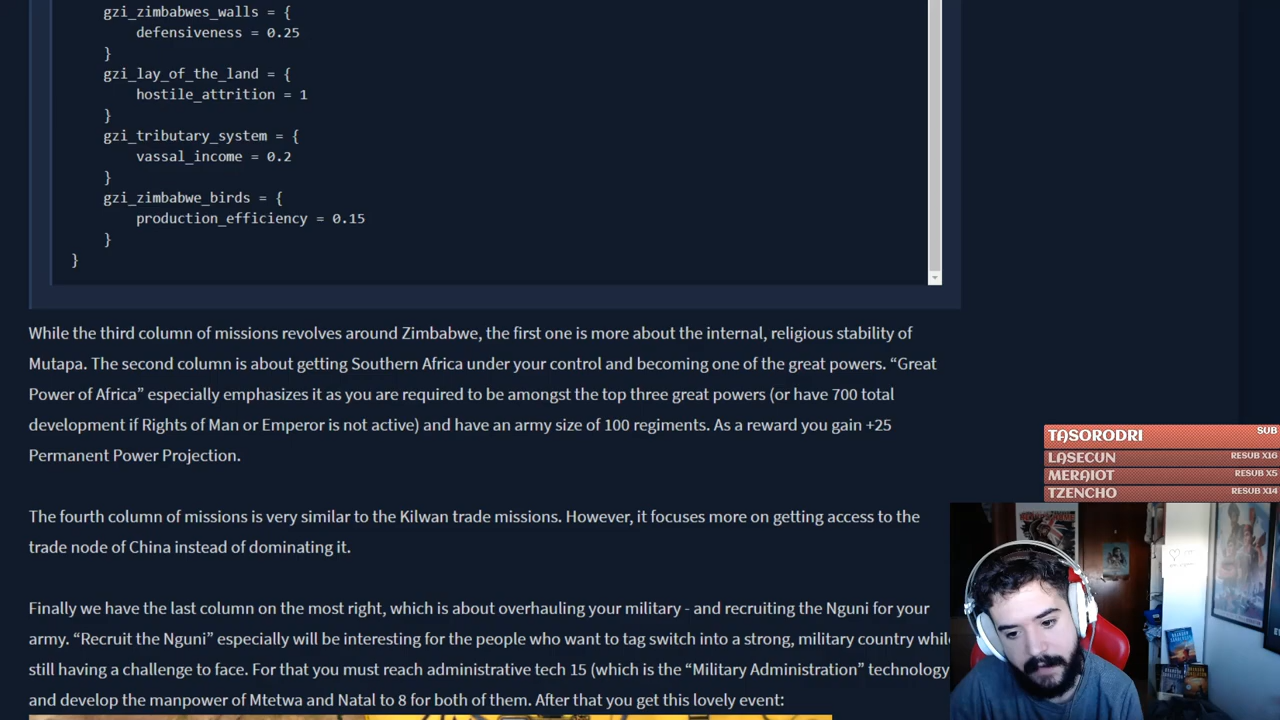 gzi_zimbabwes_walls = {
defensiveness = 0.25
}
gzi_lay_of_the_land = {
hostile_attrition = 1
}
gzi_tributary_system = {
vassal_income = 0.2
}
gzi_zimbabwe_birds = {
production_efficiency = 0.15
}
}
While the third column of missions revolves around Zimbabwe, the first one is more about the internal, religious stability of
Mutapa. The second column is about getting Southern Africa under your control and becoming one of the great powers. “Great
Power of Africa” especially emphasizes it as you are required to be amongst the top three great powers (or have 700 total
development if Rights of Man or Emperor is not active) and have an army size of 100 regiments. As a reward you gain +25
Permanent Power Projection.
The fourth column of missions is very similar to the Kilwan trade missions. However, it focuses more on getting access to the
trade node of China instead of dominating it.
Finally we have the last column on the most right, which is about overhauling your military - and recruiting the Nguni for your
army. “Recruit the Nguni” especially will be interesting for the people who want to tag switch into a strong, military country while
still having a challenge to face. For that you must reach administrative tech 15 (which is the “Military Administration” technology
and develop the manpower of Mtetwa and Natal to 8 for both of them. After that you get this lovely event:
TASORODRI SUB
LASECUN RESUB X16
MERAIOT RESUB X5
TZENCHO RESUB X14